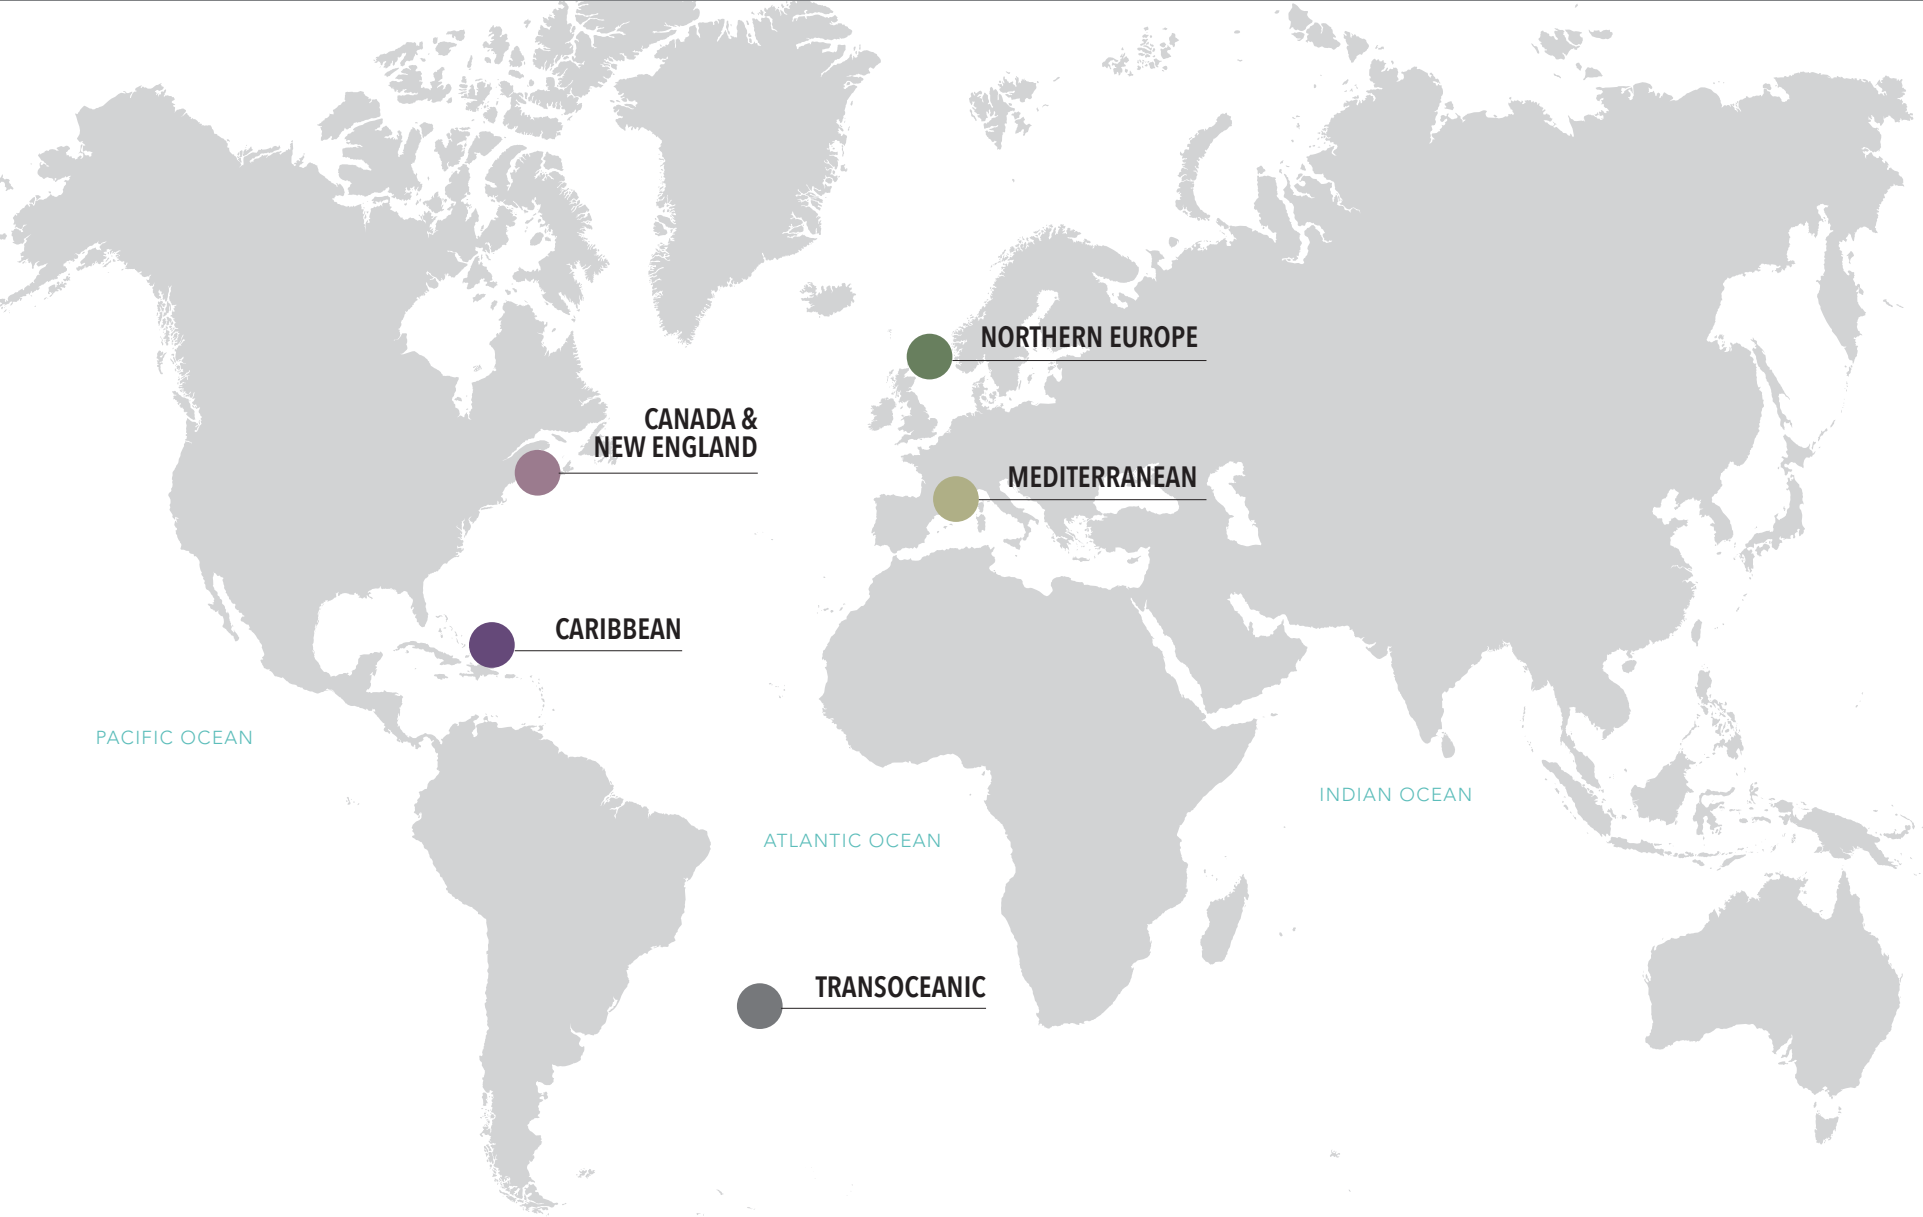 NORTHERN EUROPE
CANADA &
NEW ENGLAND
MEDITERRANEAN
CARIBBEAN
PACIFIC OCEAN
INDIAN OCEAN
ATLANTIC OCEAN
TRANSOCEANIC